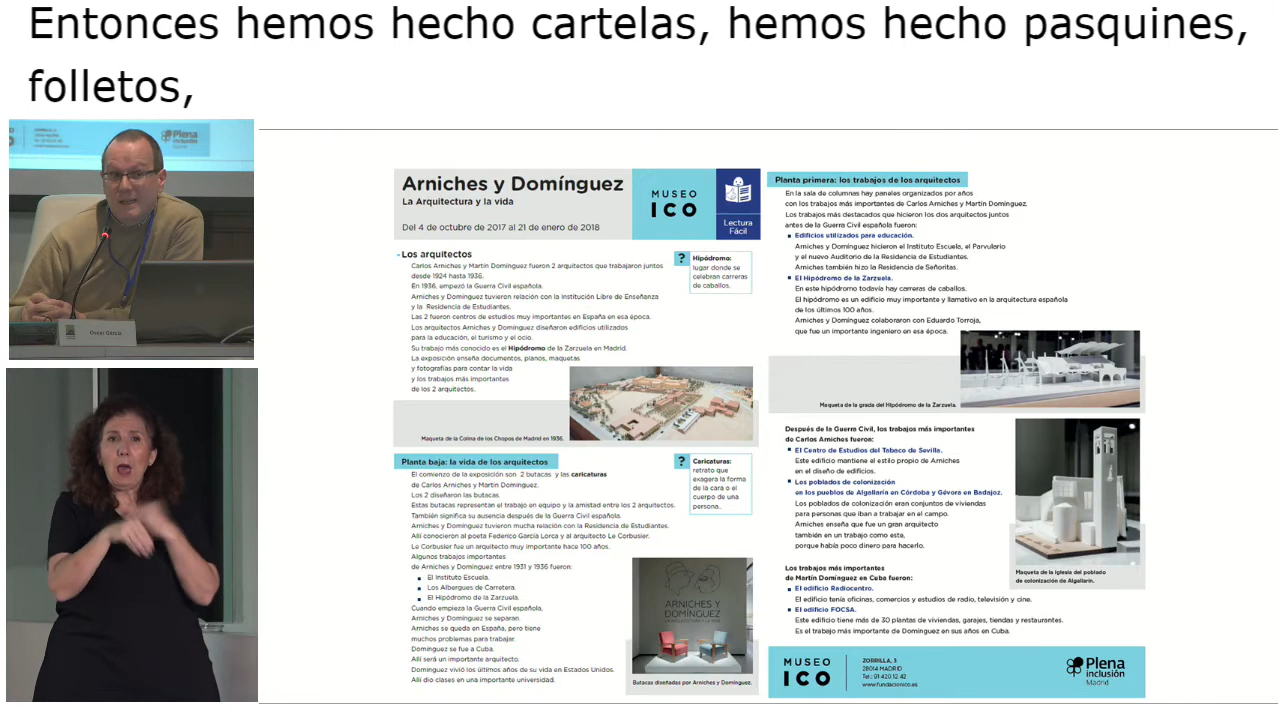 Entonces hemos hecho cartelas, hemos hecho pasquines,
folletos,
Plena
inclusión
Óscar García
Arniches y Domínguez
La Arquitectura y la vida
Del 4 de octubre de 2017 al 21 de enero de 2018
MUSEO
ICO
Lectura
Fácil
Los arquitectos
Carlos Arniches y Martín Domínguez fueron 2 arquitectos que trabajaron juntos
desde 1924 hasta 1936.
En 1936, empezó la Guerra Civil española.
Arniches y Domínguez tuvieron relación con la Institución Libre de Enseñanza
y la Residencia de Estudiantes.
Las 2 fueron centros de estudios muy importantes en España en esa época.
Los arquitectos Arniches y Domínguez diseñaron edificios utilizados
para la educación, el turismo y el ocio.
Su trabajo más conocido es el Hipódromo de la Zarzuela en Madrid.
La exposición enseña documentos, planos, maquetas
y fotografías para contar la vida
y los trabajos más importantes
de los 2 arquitectos.
? Hipódromo:
lugar donde se
celebran carreras
de caballos.
Maqueta de la Colina de los Chopos de Madrid en 1936.
Planta baja: la vida de los arquitectos
El comienzo de la exposición son 2 butacas y las caricaturas
de Carlos Arniches y Martín Domínguez.
Los 2 diseñaron las butacas.
Estas butacas representan el trabajo en equipo y la amistad entre los 2 arquitectos.
También significa su ausencia después de la Guerra Civil española.
Arniches y Domínguez tuvieron mucha relación con la Residencia de Estudiantes.
Allí conocieron al poeta Federico García Lorca y al arquitecto Le Corbusier.
Le Corbusier fue un arquitecto muy importante hace 100 años.
Algunos trabajos importantes
de Arniches y Domínguez entre 1931 y 1936 fueron:
El Instituto Escuela.
Los Albergues de Carretera.
El Hipódromo de la Zarzuela.
Cuando empieza la Guerra Civil española,
Arniches y Domínguez se separan.
Arniches se queda en España, pero tiene
muchos problemas para trabajar.
Domínguez se fue a Cuba.
Allí será un importante arquitecto.
Domínguez vivió los últimos años de su vida en Estados Unidos.
Allí dio clases en una importante universidad.
? Caricaturas:
retrato que
exagera la forma
de la cara o el
cuerpo de una
persona.
ARNICHES Y
DOMÍNGUEZ
LA ARQUITECTURA Y LA VIDA
Butacas diseñadas por Arniches y Domínguez.
Planta primera: los trabajos de los arquitectos
En la sala de columnas hay paneles organizados por años
con los trabajos más importantes de Carlos Arniches y Martín Domínguez.
Los trabajos más destacados que hicieron los dos arquitectos juntos
antes de la Guerra Civil española fueron:
Edificios utilizados para educación.
Arniches y Domínguez hicieron el Instituto Escuela, el Parvulario
y el nuevo Auditorio de la Residencia de Estudiantes.
Arniches también hizo la Residencia de Señoritas.
El Hipódromo de la Zarzuela.
En este hipódromo todavía hay carreras de caballos.
El hipódromo es un edificio muy importante y llamativo en la arquitectura española
de los últimos 100 años.
Arniches y Domínguez colaboraron con Eduardo Torroja,
que fue un importante ingeniero en esa época.
Maqueta de la grada del Hipódromo de la Zarzuela.
Después de la Guerra Civil, los trabajos más importantes
de Carlos Arniches fueron:
El Centro de Estudios del Tabaco de Sevilla.
Este edificio mantiene el estilo propio de Arniches
en el diseño de edificios.
Los poblados de colonización
en los pueblos de Algallarín en Córdoba y Gévora en Badajoz.
Los poblados de colonización eran conjuntos de viviendas
para personas que iban a trabajar en el campo.
Arniches enseña que fue un gran arquitecto
también en un trabajo como este,
porque había poco dinero para hacerlo.
Maqueta de la iglesia del poblado
de colonización de Algallarín.
Los trabajos más importantes
de Martín Domínguez en Cuba fueron:
El edificio Radiocentro.
El edificio tenía oficinas, comercios y estudios de radio, televisión y cine.
El edificio FOCSA.
Este edificio tiene más de 30 plantas de viviendas, garajes, tiendas y restaurantes.
Es el trabajo más importante de Domínguez en sus años en Cuba.
MUSEO
ICO
ZORRILLA, 3
28014 MADRID
Tel.: 91 420 12 42
www.fundacionico.es
Plena
inclusión
Madrid